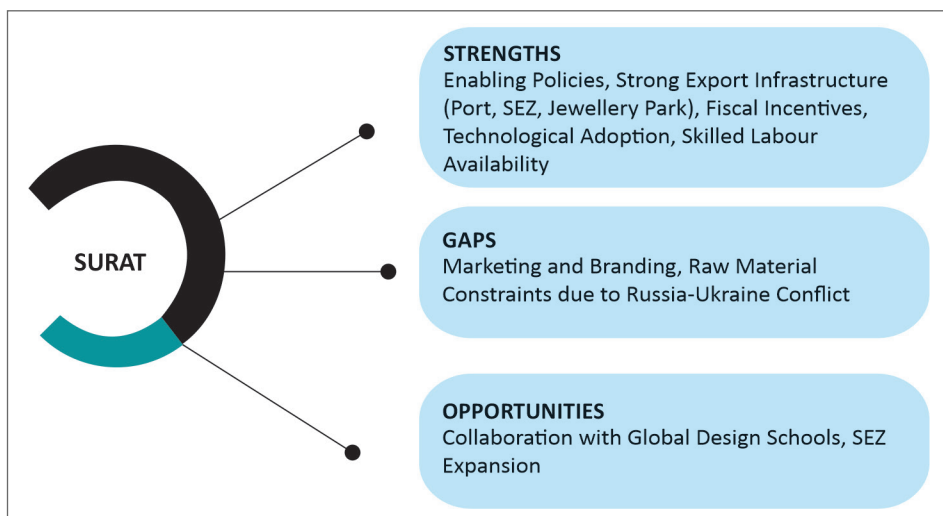 SURAT
STRENGTHS
Enabling Policies, Strong Export Infrastructure
(Port, SEZ, Jewellery Park), Fiscal Incentives,
Technological Adoption, Skilled Labour
Availability
GAPS
Marketing and Branding, Raw Material
Constraints due to Russia-Ukraine Conflict
OPPORTUNITIES
Collaboration with Global Design Schools, SEZ
Expansion